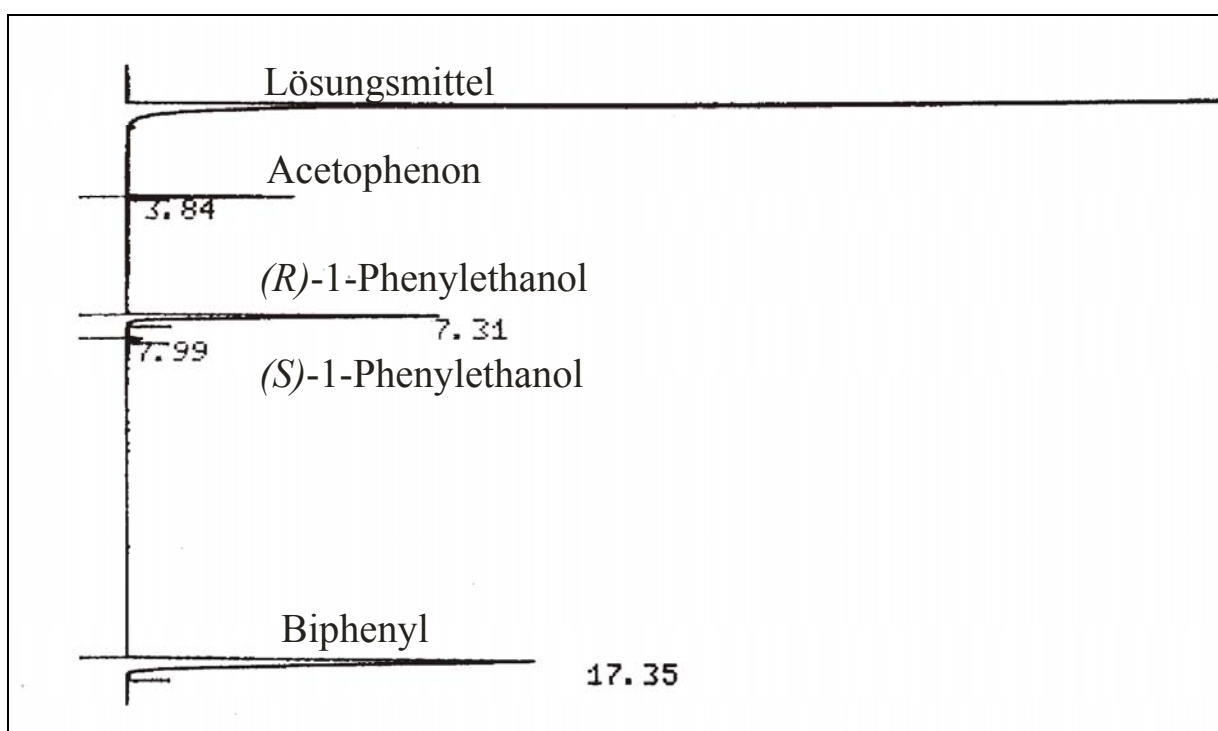 Lösungsmittel
Acetophenon
3.84
(R)-1-Phenylethanol
7.31
7.99
(S)-1-Phenylethanol
Biphenyl
17.35